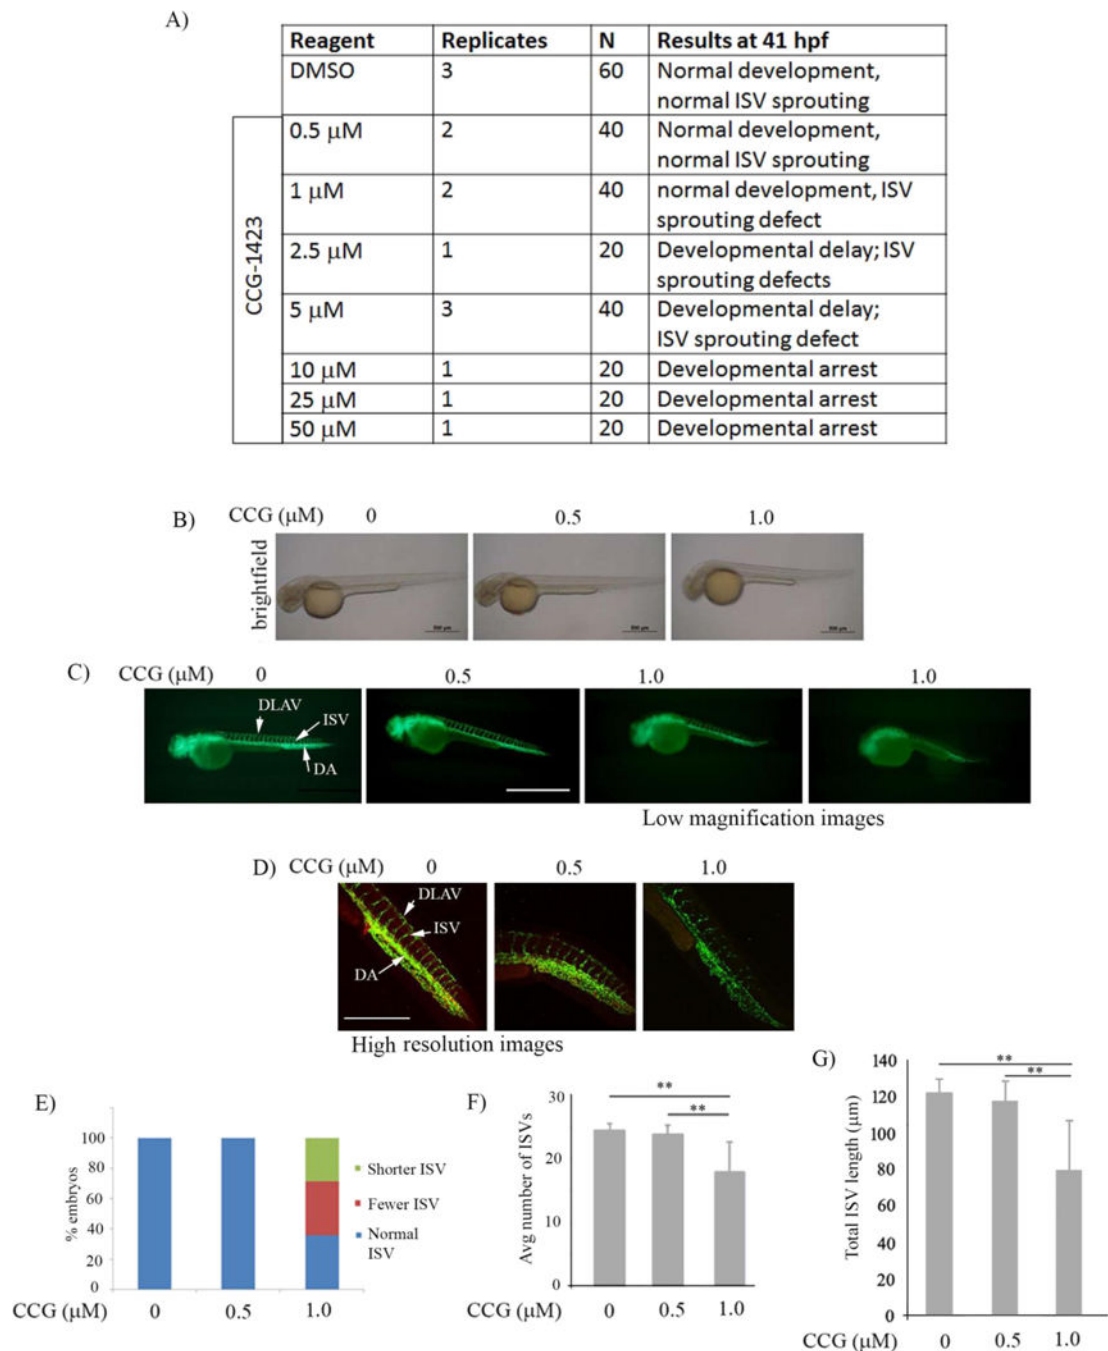 A)
Reagent Replicates N Results at 41 hpf
DMSO 3 60 Normal development,
normal ISV sprouting
CCG-1423
0.5 μM 2 40 Normal development,
normal ISV sprouting
1 μM 2 40 normal development, ISV
sprouting defect
2.5 μM 1 20 Developmental delay; ISV
sprouting defects
5 μM 3 40 Developmental delay;
ISV sprouting defect
10 μM 1 20 Developmental arrest
25 μM 1 20 Developmental arrest
50 μM 1 20 Developmental arrest
B) CCG (μM) 0 0.5 1.0
brightfield
C) CCG (μM) 0 0.5 1.0 1.0
DLAV
ISV
DA
Low magnification images
D) CCG (μM) 0 0.5 1.0
DLAV
ISV
DA
High resolution images
E)
% embryos
100
80
60
40
20
0
Shorter ISV
Fewer ISV
Normal
ISV
CCG (μM) 0 0.5 1.0
F)
Avg number of ISVs
30
20
10
0
**
**
CCG (μM) 0 0.5 1.0
G)
Total ISV length (μm)
140
120
100
80
60
40
20
0
**
**
CCG (μM) 0 0.5 1.0